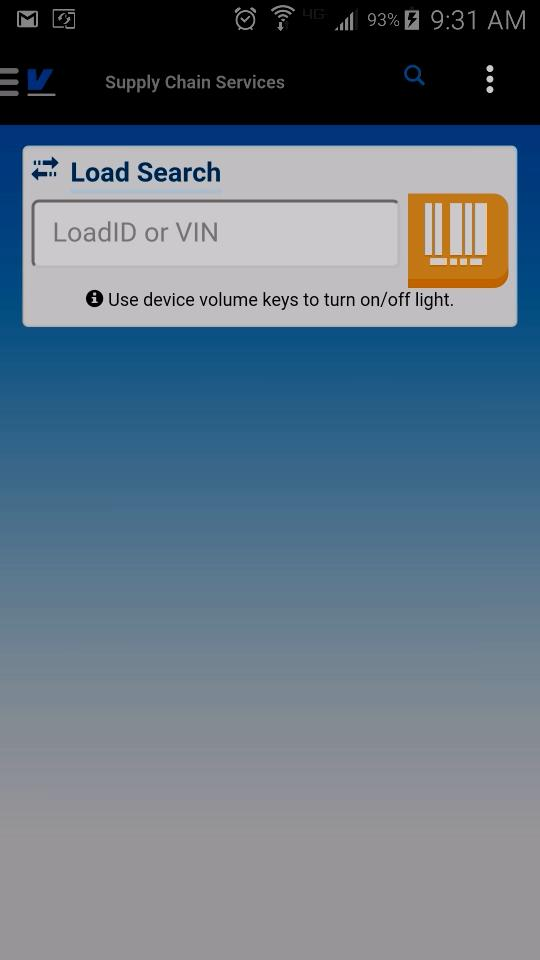 4G 93% 9:31 AM
V Supply Chain Services
Load Search
LoadID or VIN
Use device volume keys to turn on/off light.